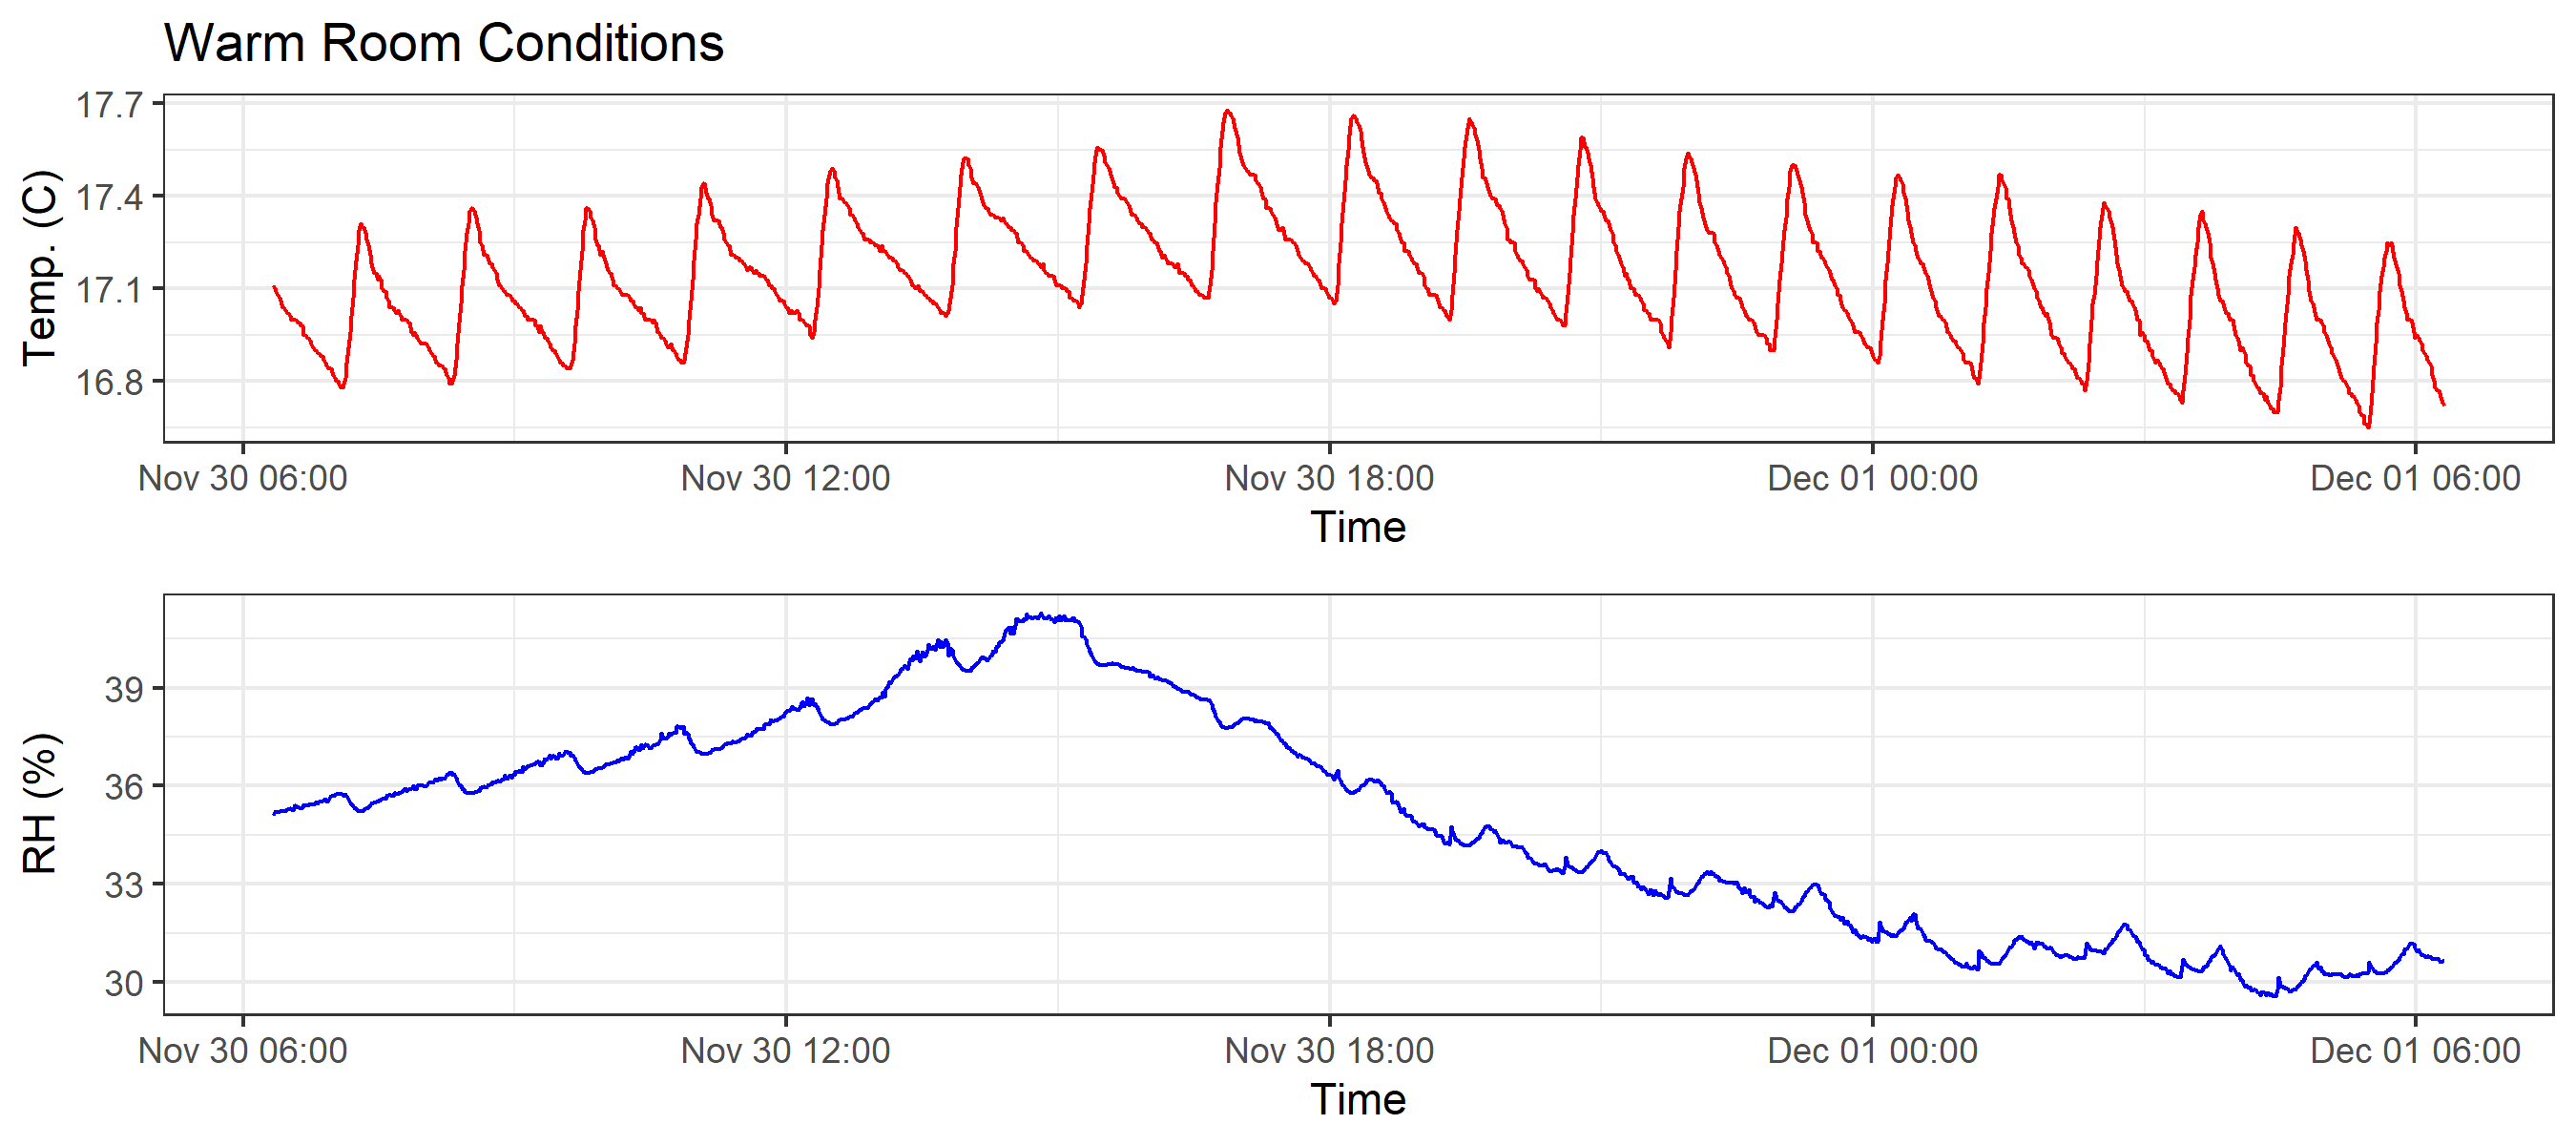 Warm Room Conditions
17.7
17.4
17.1
16.8
Temp. (C)
Nov 30 06:00 Nov 30 12:00 Nov 30 18:00 Dec 01 00:00 Dec 01 06:00
Time
39
36
33
30
RH (%)
Nov 30 06:00 Nov 30 12:00 Nov 30 18:00 Dec 01 00:00 Dec 01 06:00
Time